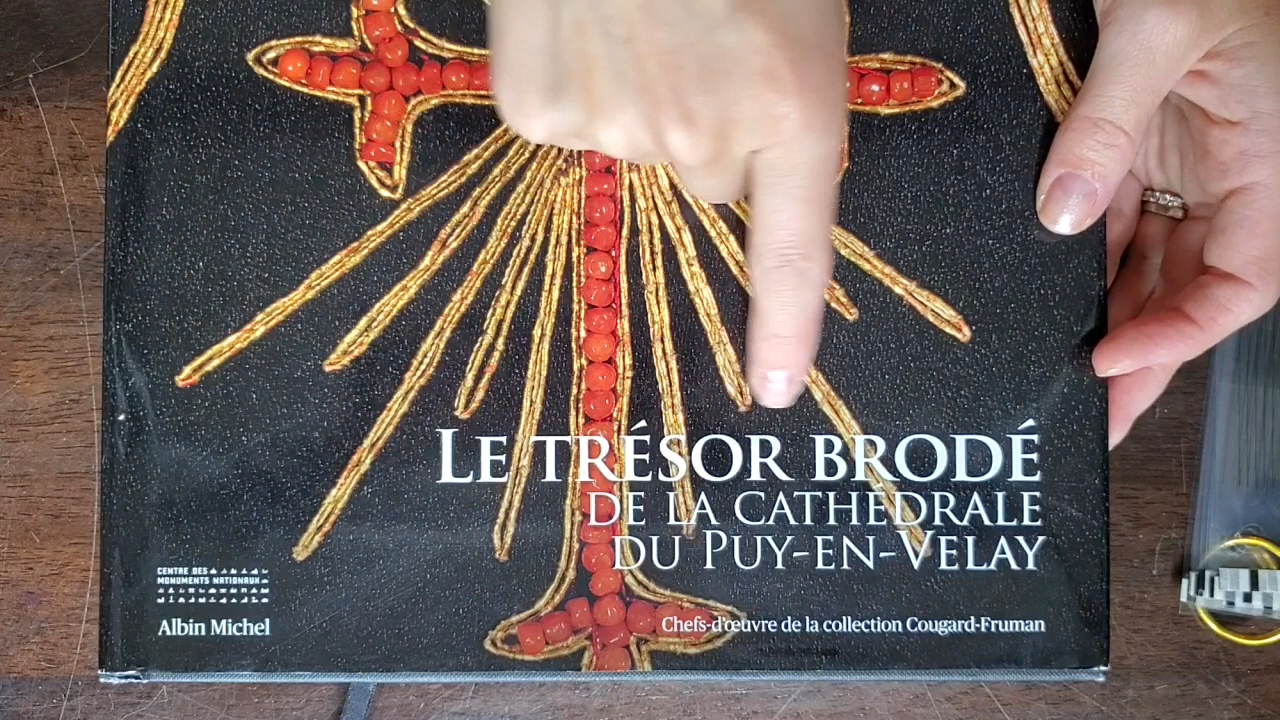 LE TRÉSOR BRODÉ
DE LA CATHÉDRALE
DU PUY-EN-VELAY
CENTRE DES
MONUMENTS NATIONAUX
Albin Michel
Chefs-d'œuvre de la collection Cougard-Fruman